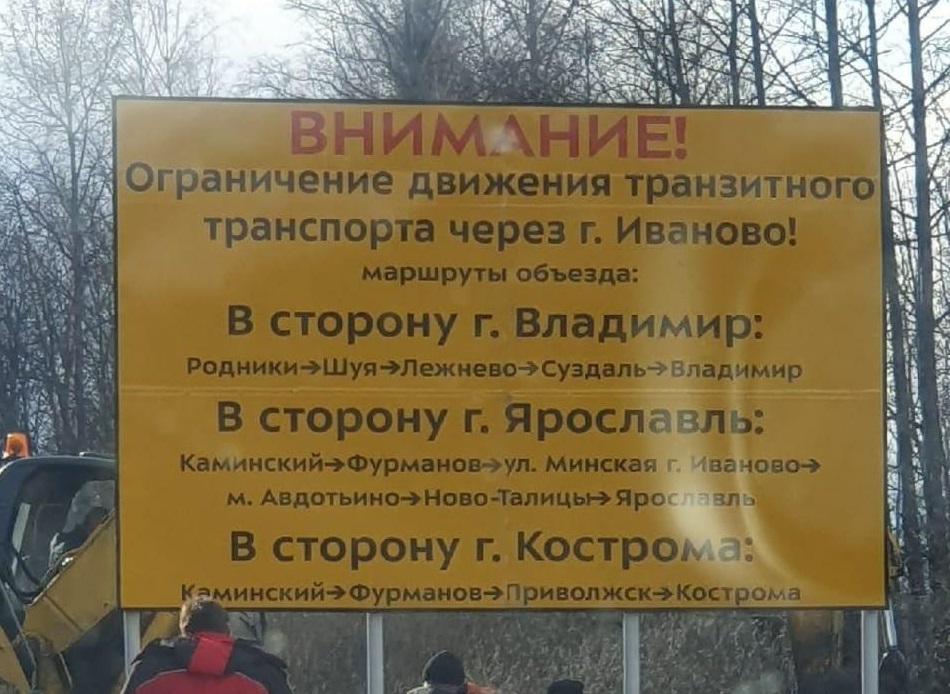 ВНИМАНИЕ!
Ограничение движения транзитного
транспорта через г. Иваново!
маршруты объезда:
В сторону г. Владимир:
Родники→Шуя→Лежнево→Суздаль→Владимир
В сторону г. Ярославль:
Каминский→Фурманов→ул. Минская г. Иваново→
м. Авдотьино→Ново-Талицы→ Ярославль
В сторону г. Кострома:
Каминский→Фурманов→Приволжск→Кострома